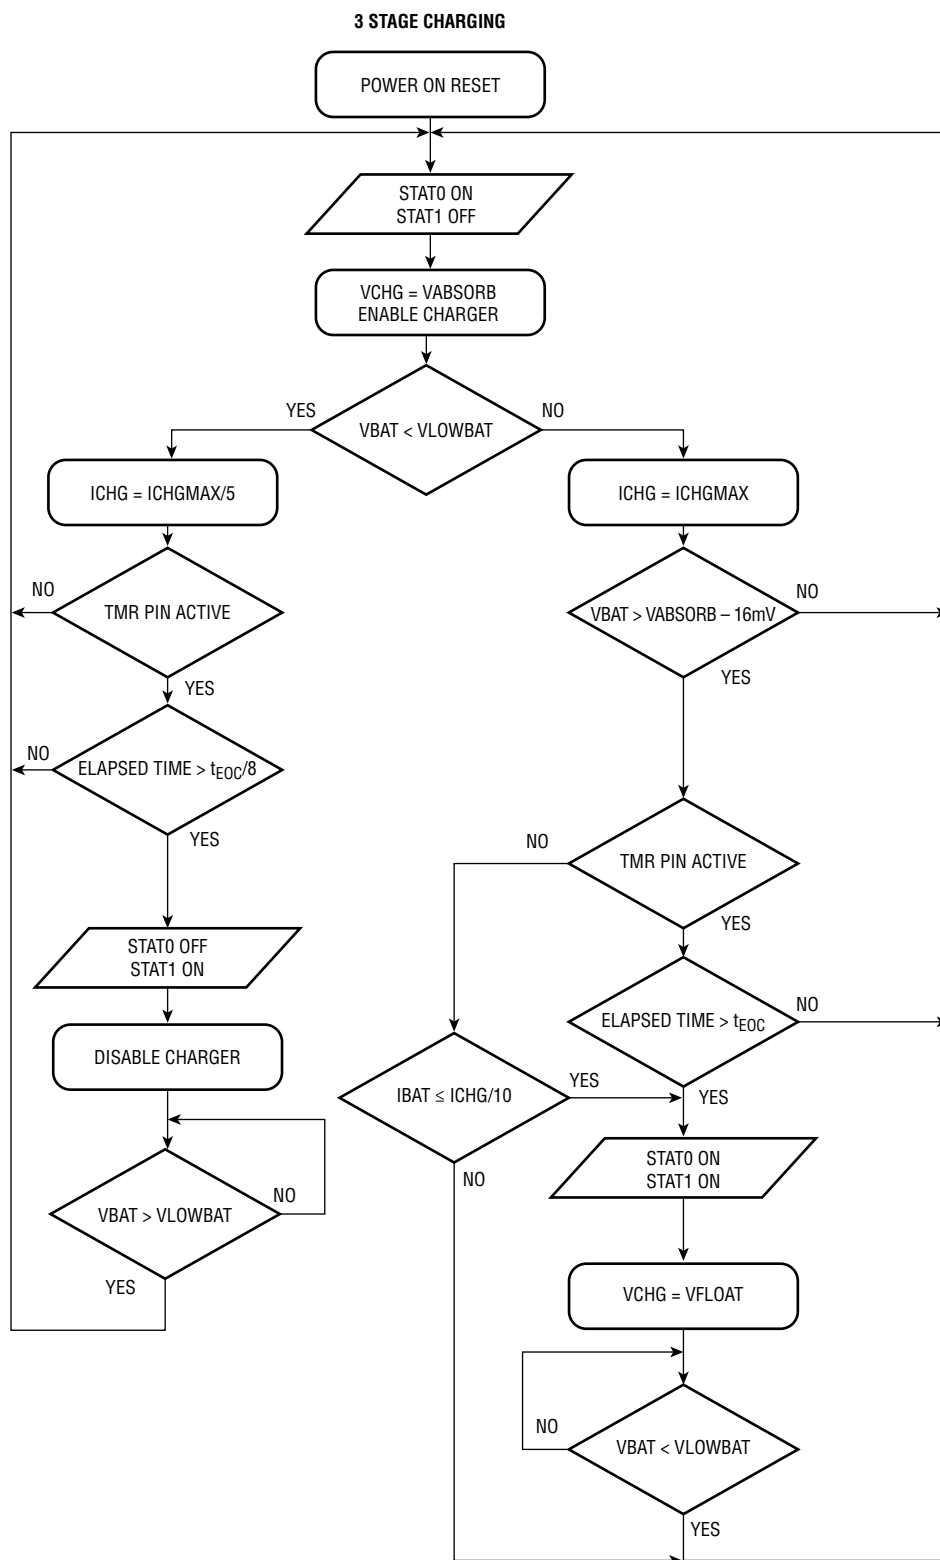 3 STAGE CHARGING
POWER ON RESET
STAT0 ON
STAT1 OFF
VCHG = VABSORB
ENABLE CHARGER
VBAT < VLOWBAT
YES
NO
ICHG = ICHGMAX/5
TMR PIN ACTIVE
NO
YES
ELAPSED TIME > tEOC/8
NO
YES
STAT0 OFF
STAT1 ON
DISABLE CHARGER
VBAT > VLOWBAT
NO
YES
ICHG = ICHGMAX
VBAT > VABSORB – 16mV
NO
YES
TMR PIN ACTIVE
NO
YES
ELAPSED TIME > tEOC
NO
YES
IBAT ≤ ICHG/10
YES
NO
STAT0 ON
STAT1 ON
VCHG = VFLOAT
VBAT < VLOWBAT
NO
YES